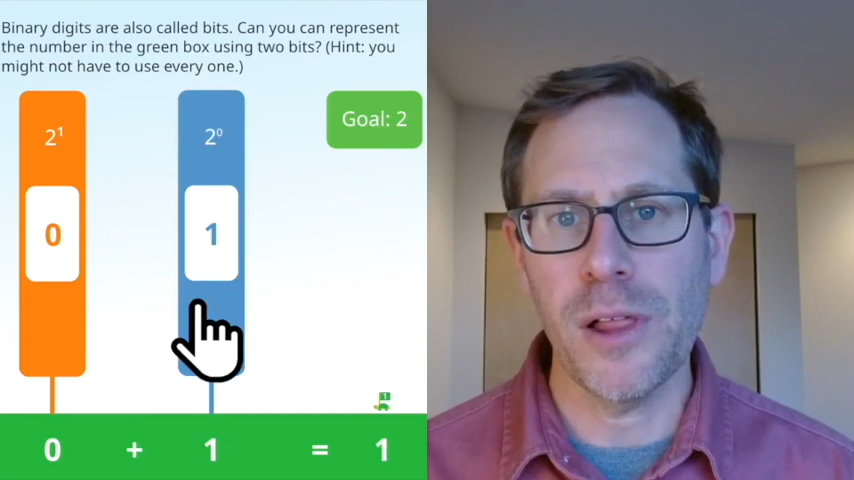 Binary digits are also called bits. Can you can represent
the number in the green box using two bits? (Hint: you
might not have to use every one.)
2¹ 2⁰ Goal: 2
0 1
1
0 + 1 = 1